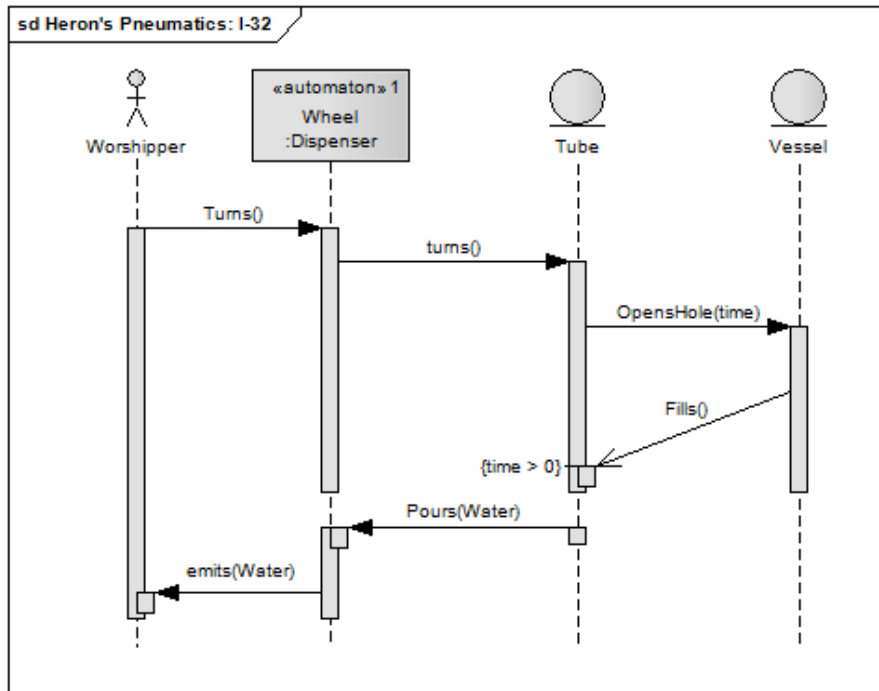 sd Heron's Pneumatics: I-32
«automaton» 1
Wheel
:Dispenser
Worshipper
Tube
Vessel
Turns()
turns()
OpensHole(time)
Fills()
{time > 0}
Pours(Water)
emits(Water)